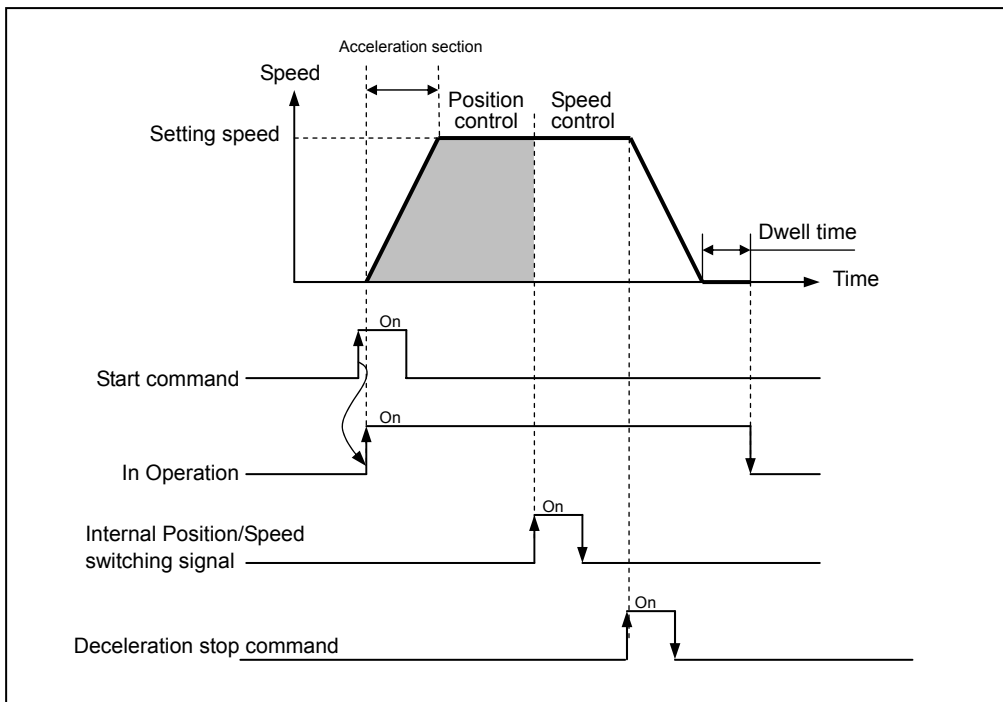 Acceleration section
Speed
Position
control
Speed
control
Setting speed
Dwell time
Time
On
Start command
On
In Operation
On
Internal Position/Speed
switching signal
On
Deceleration stop command